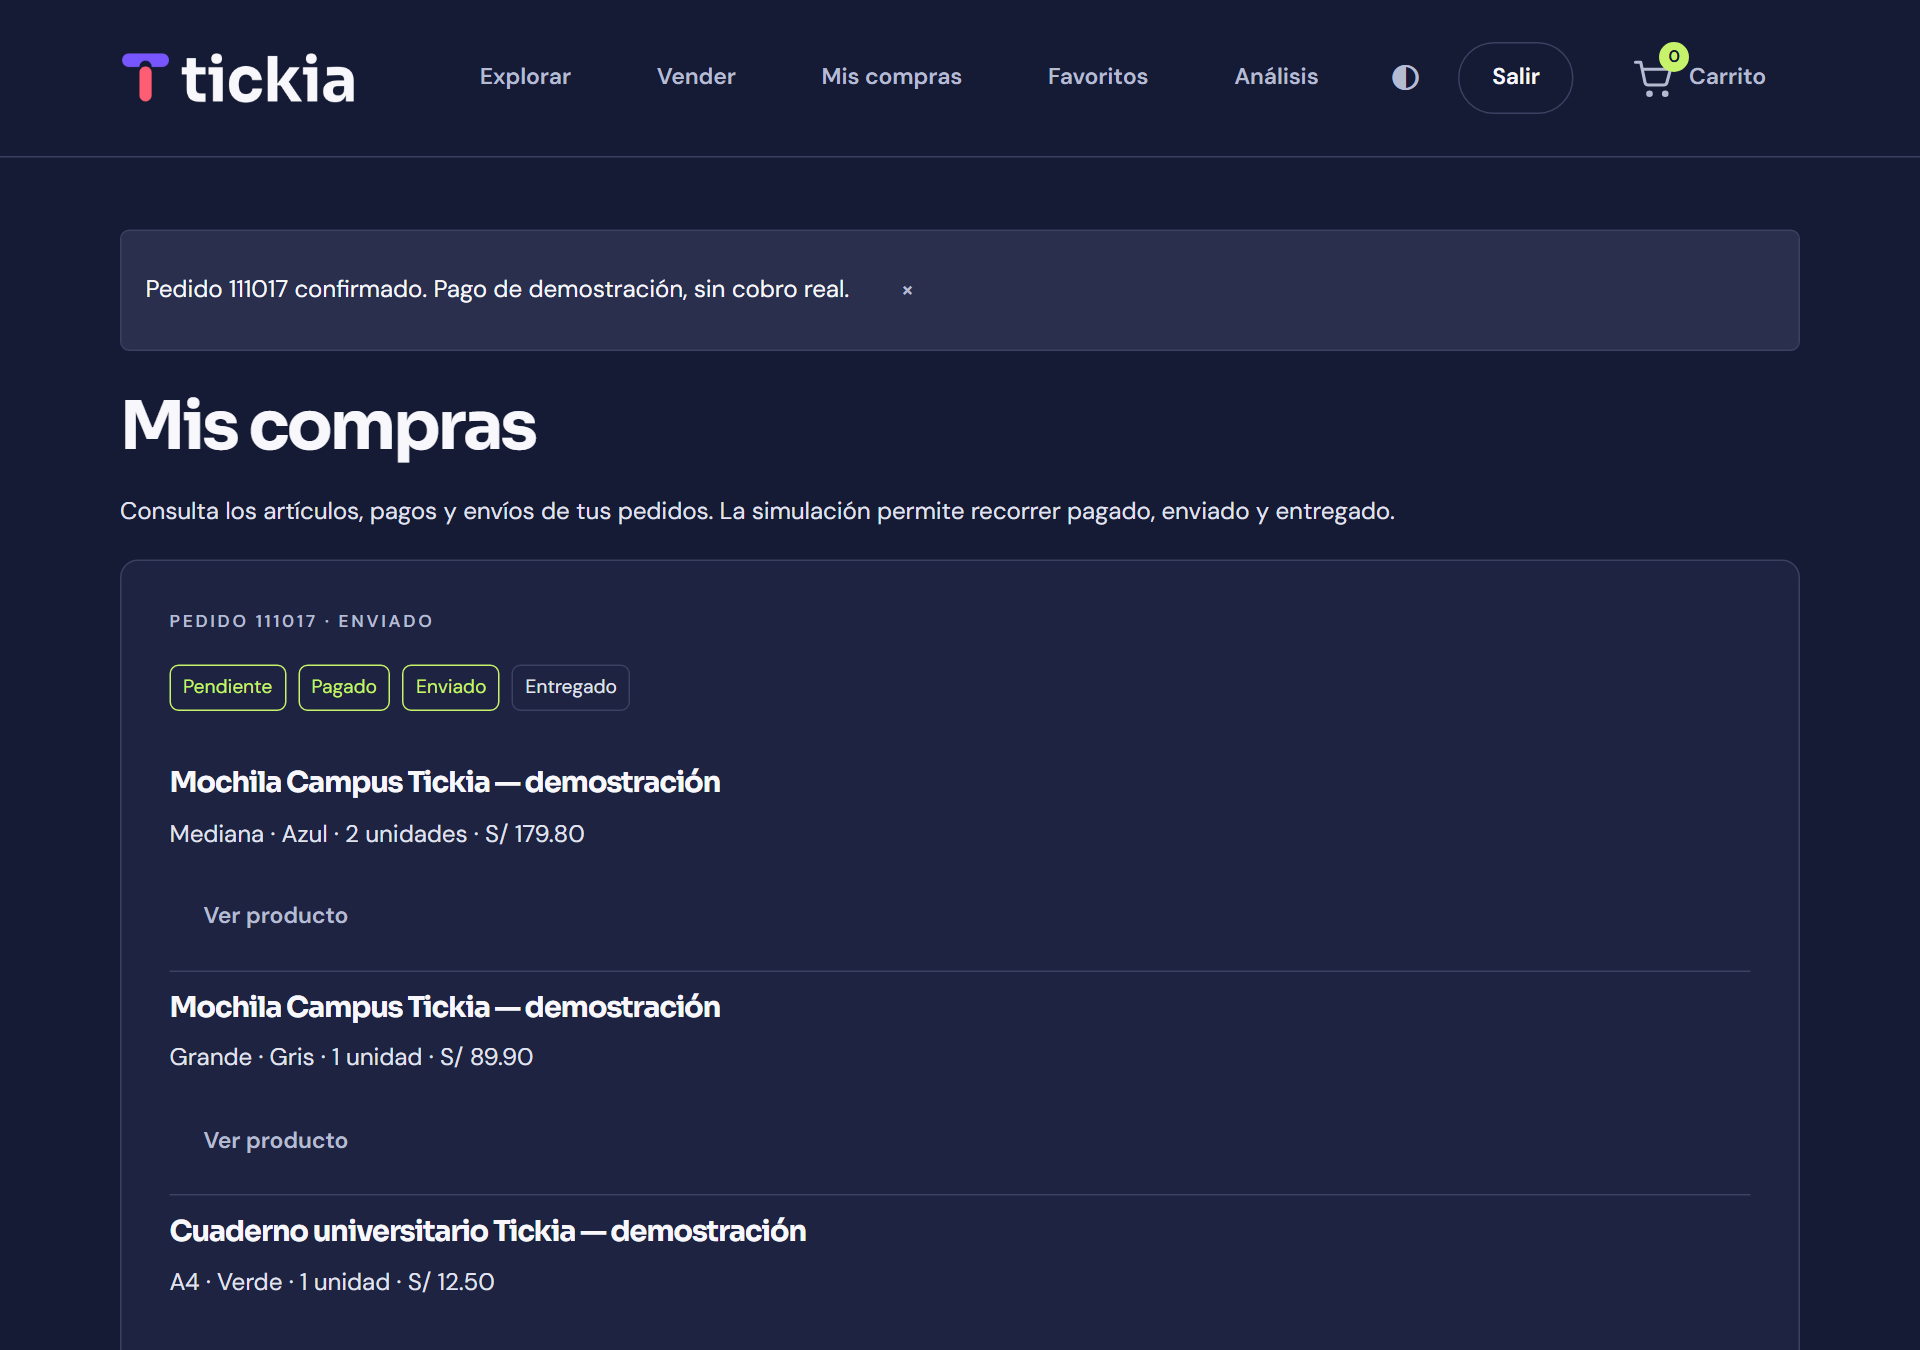 tickia
Explorar
Vender
Mis compras
Favoritos
Análisis
Salir
0
Carrito
Pedido 111017 confirmado. Pago de demostración, sin cobro real.
×
Mis compras
Consulta los artículos, pagos y envíos de tus pedidos. La simulación permite recorrer pagado, enviado y entregado.
PEDIDO 111017 · ENVIADO
Pendiente
Pagado
Enviado
Entregado
Mochila Campus Tickia — demostración
Mediana · Azul · 2 unidades · S/ 179.80
Ver producto
Mochila Campus Tickia — demostración
Grande · Gris · 1 unidad · S/ 89.90
Ver producto
Cuaderno universitario Tickia — demostración
A4 · Verde · 1 unidad · S/ 12.50